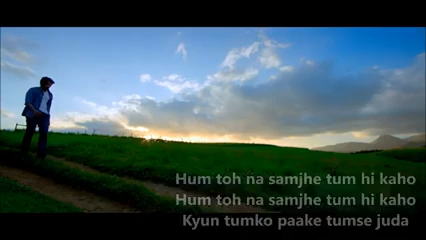 Hum toh na samjhe tum hi kaho
Hum toh na samjhe tum hi kaho
Kyun tumko paake tumse juda